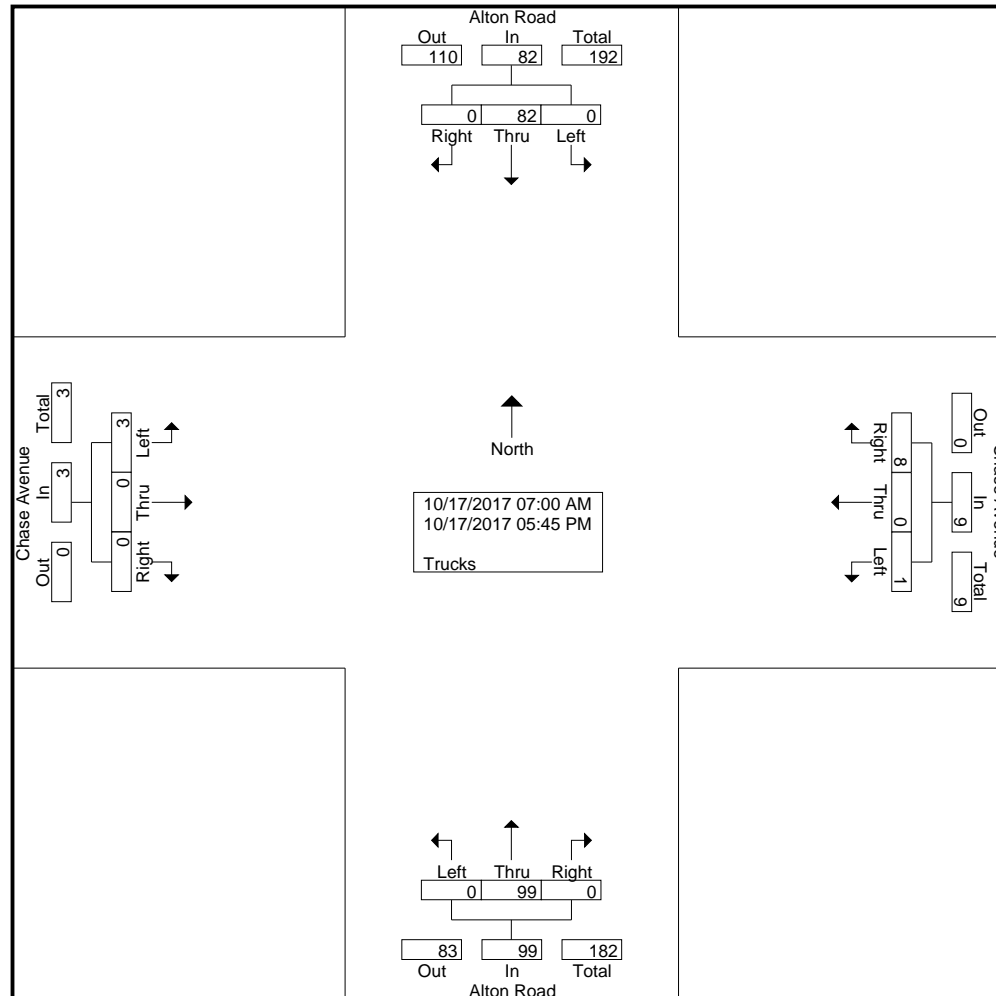 Alton Road
Out In Total
110 82 192
0 82 0
Right Thru Left
Chase Avenue
Total In Out
3 3 0
3 0 0
Left Thru Right
North
10/17/2017 07:00 AM
10/17/2017 05:45 PM
Trucks
Right Thru Left
8 0 1
0 9 9
Out In Total
Left Thru Right
0 99 0
83 99 182
Out In Total
Alton Road